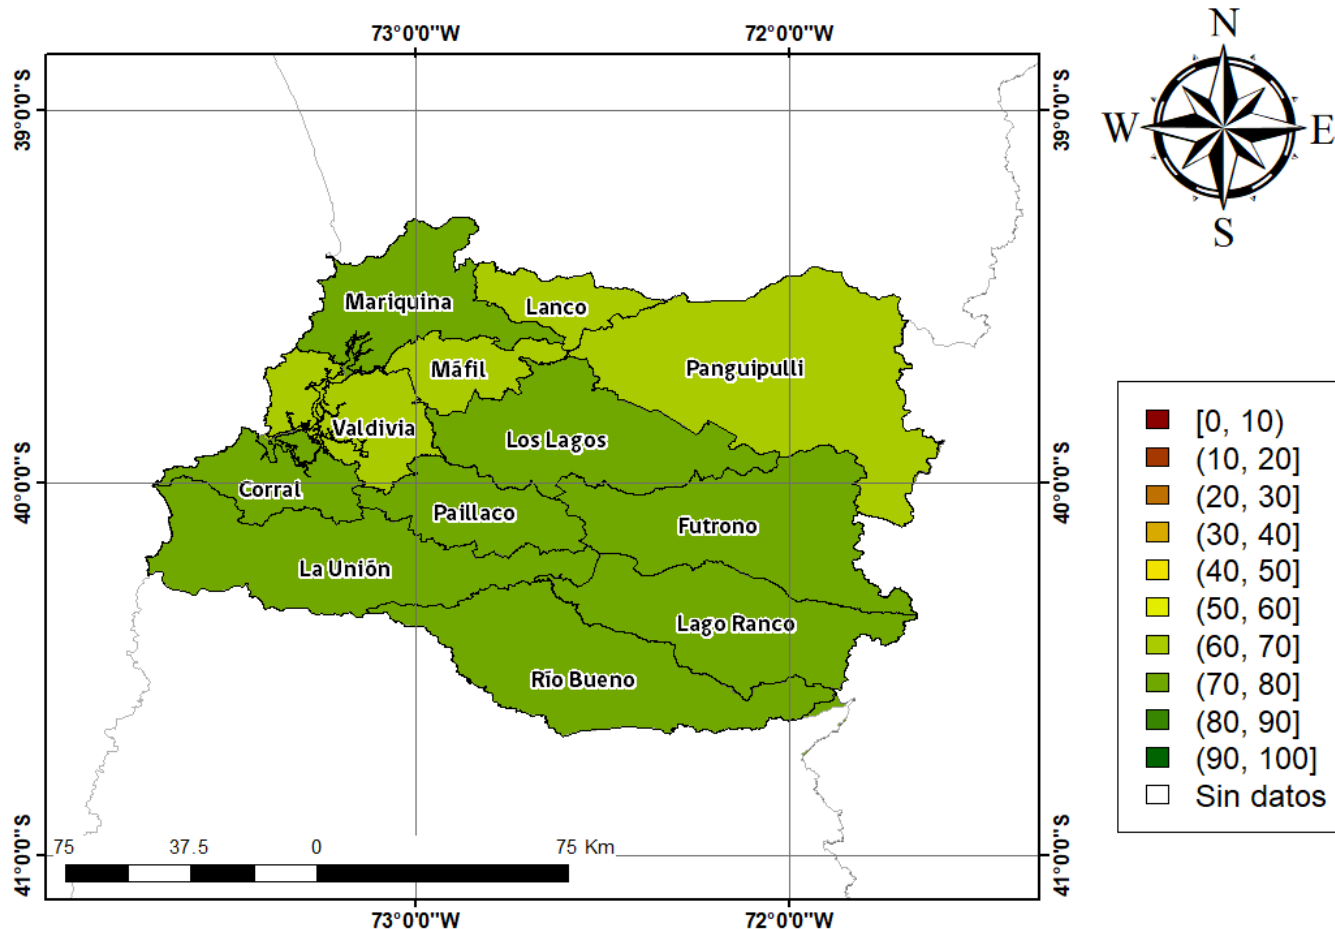 73°0'0"W 72°0'0"W
N
W E
S
39°0'0"S 39°0'0"S
Mariquina
Lanco
Máfil
Panguipulli
Valdivia
Los Lagos
40°0'0"S 40°0'0"S
Corral
Paillaco
Futrono
La Unión
Lago Ranco
Río Bueno
[0, 10)
(10, 20]
(20, 30]
(30, 40]
(40, 50]
(50, 60]
(60, 70]
(70, 80]
(80, 90]
(90, 100]
Sin datos
75 37.5 0 75 Km
41°0'0"S 41°0'0"S
73°0'0"W 72°0'0"W